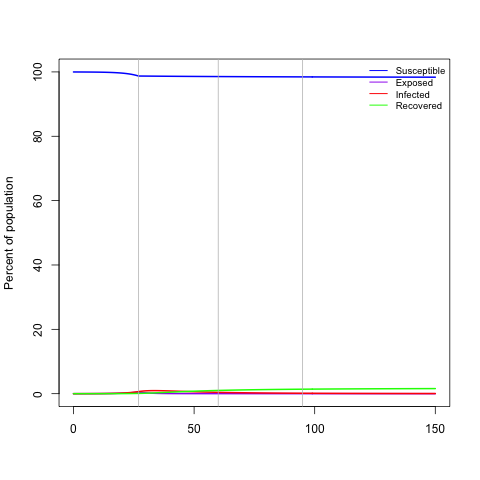 Susceptible
Exposed
Infected
Recovered
Percent of population
100
80
60
40
20
0
0 50 100 150